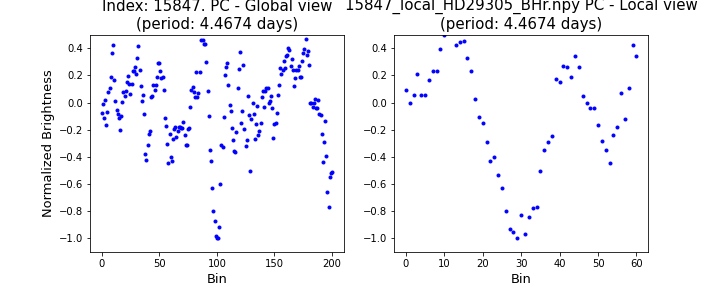 Index: 15847. PC - Global view
(period: 4.4674 days)
15847_local_HD29305_BHr.npy PC - Local view
(period: 4.4674 days)
Normalized Brightness
0.4
0.2
0.0
−0.2
−0.4
−0.6
−0.8
−1.0
0 50 100 150 200
Bin
0.4
0.2
0.0
−0.2
−0.4
−0.6
−0.8
−1.0
0 10 20 30 40 50 60
Bin